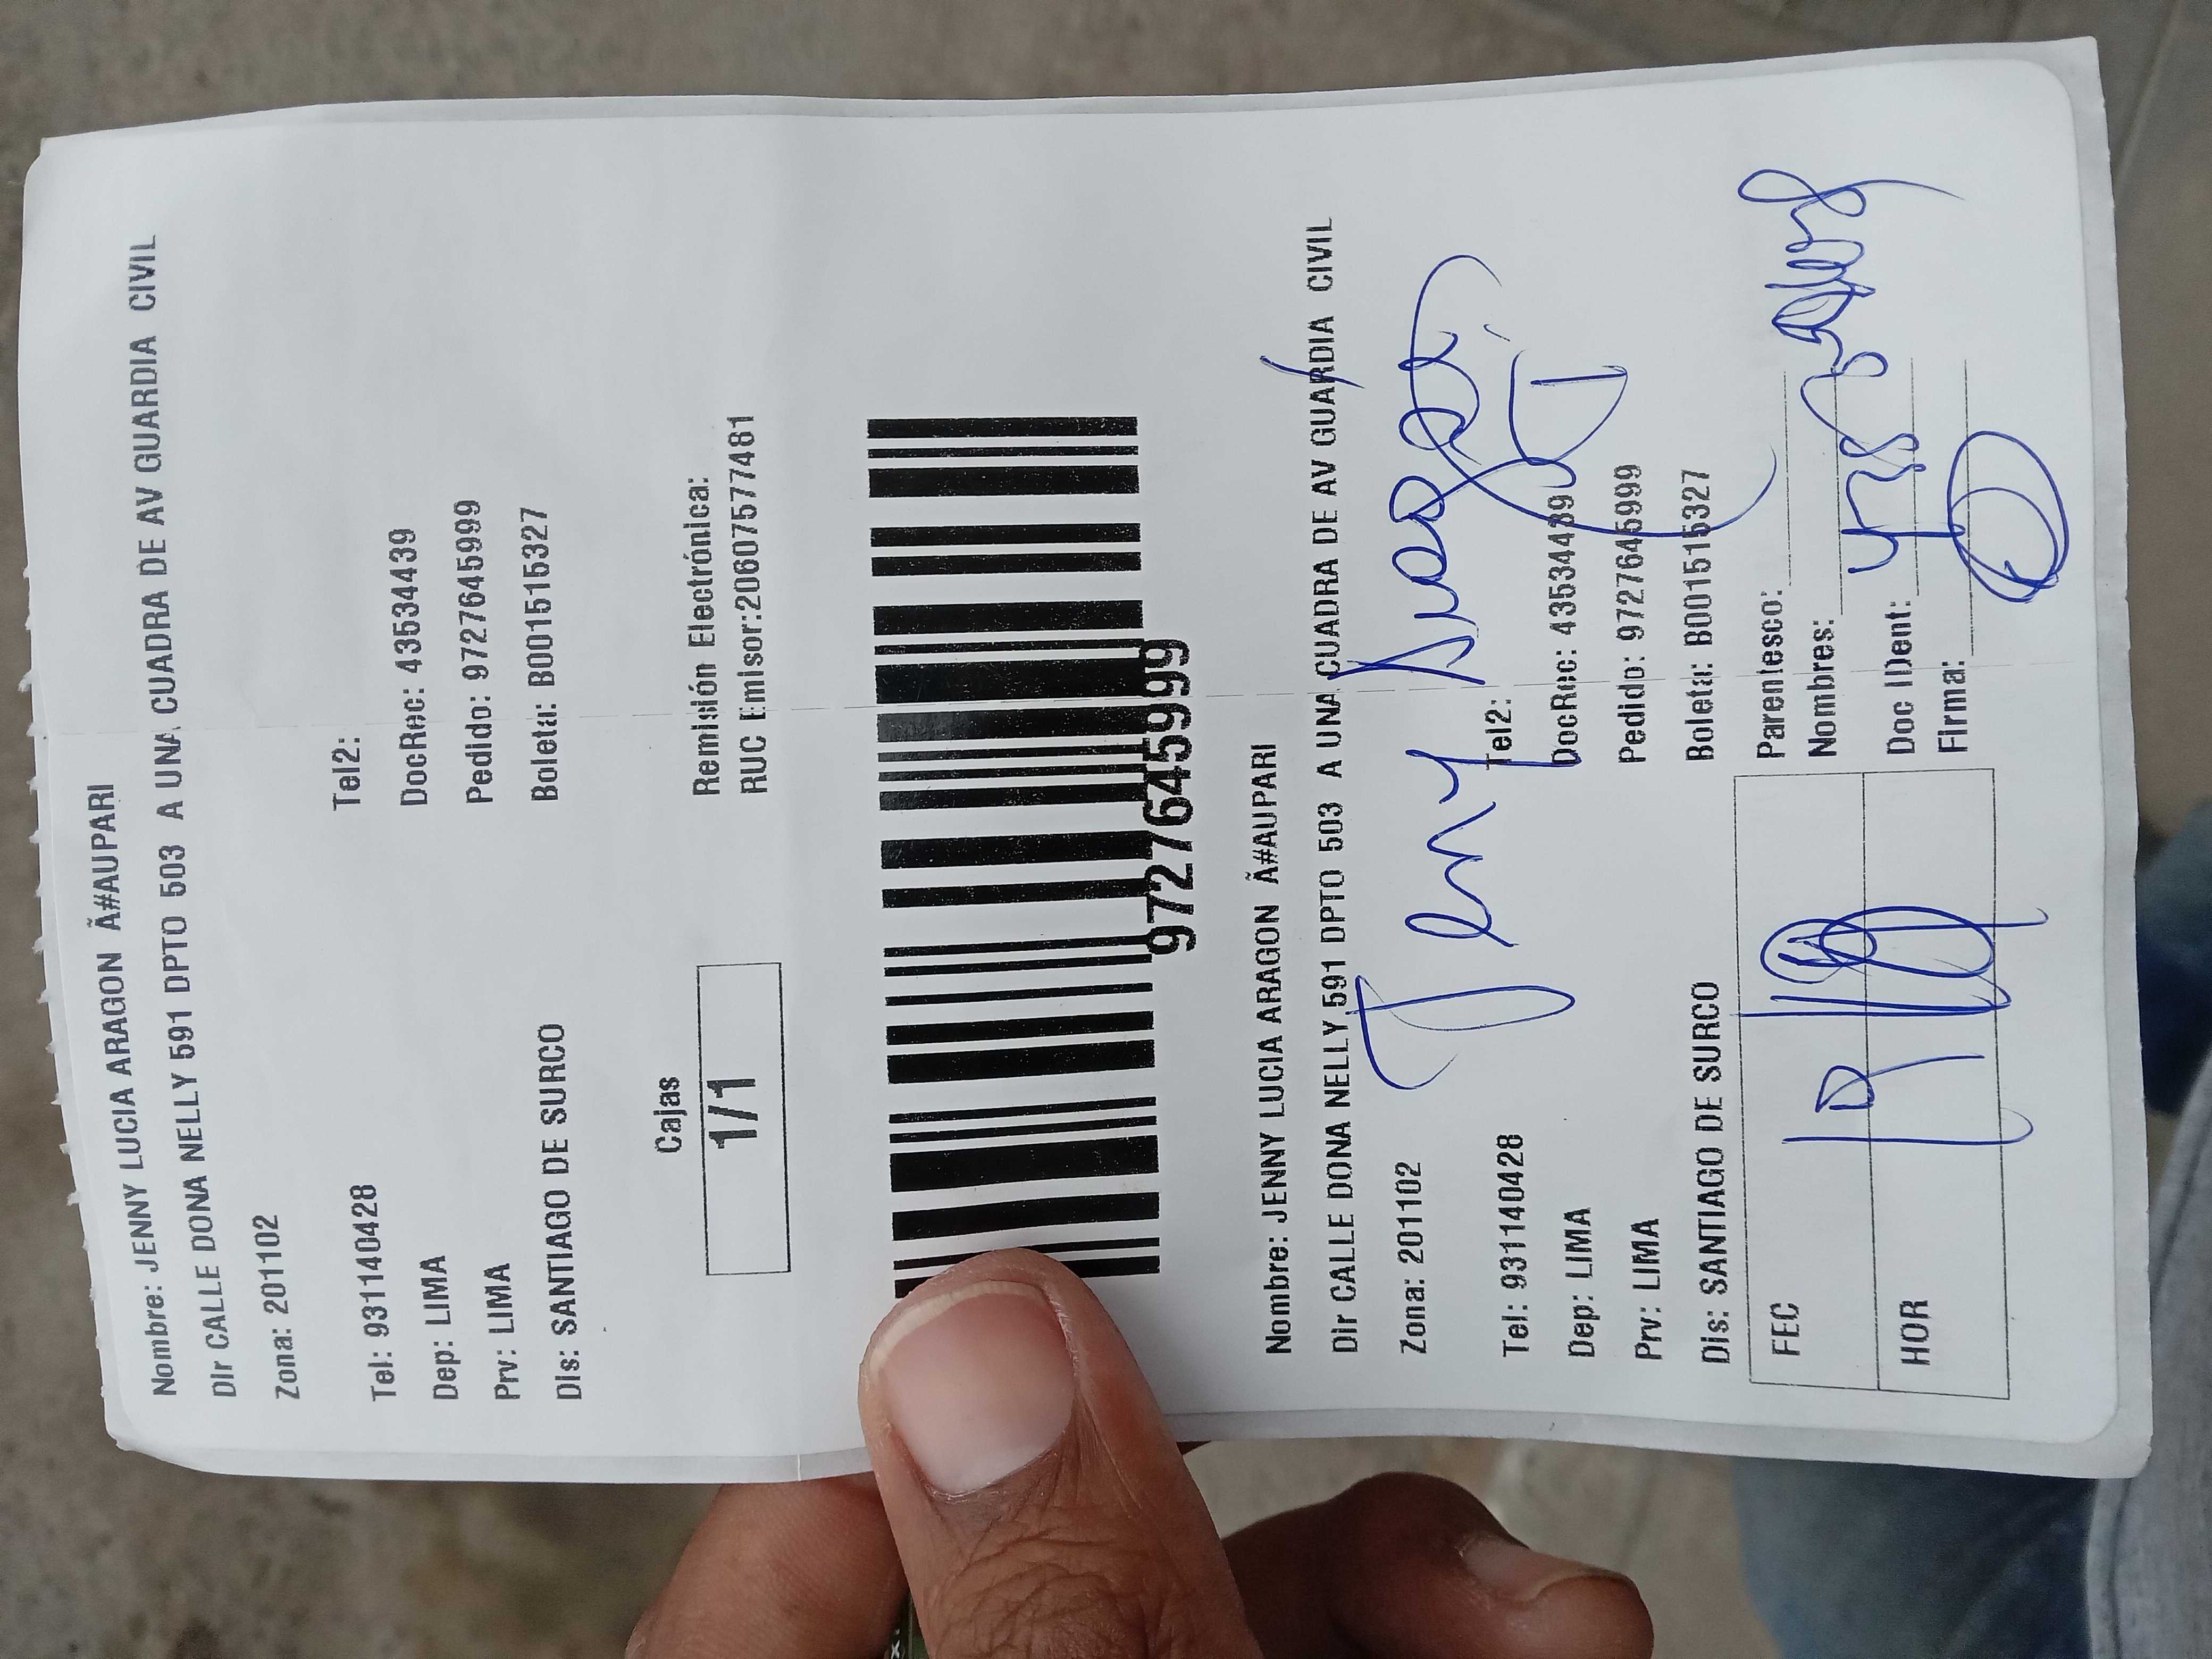 Nombre: JENNY LUCIA ARAGON Ã#AUPARI
Dir CALLE DONA NELLY 591 DPTO 503 A UNA CUADRA DE AV GUARDIA CIVIL
Zona: 201102
Tel: 931140428 Tel2:
Dep: LIMA DocRec: 43534439
Prv: LIMA Pedido: 9727645999
Dis: SANTIAGO DE SURCO Boleta: B001515327
Cajas
1/1
Remisión Electrónica:
RUC Emisor:20607577481
9727645999
Nombre: JENNY LUCIA ARAGON Ã#AUPARI
Dir CALLE DONA NELLY 591 DPTO 503 A UNA CUADRA DE AV GUARDIA CIVIL
Zona: 201102
Jenny Aragon
Tel: 931140428 Tel2:
Dep: LIMA DocRec: 43534439
Prv: LIMA Pedido: 9727645999
Dis: SANTIAGO DE SURCO Boleta: B001515327
FEC
HOR
Parentesco:
Nombres:
Doc IDent:
Firma: